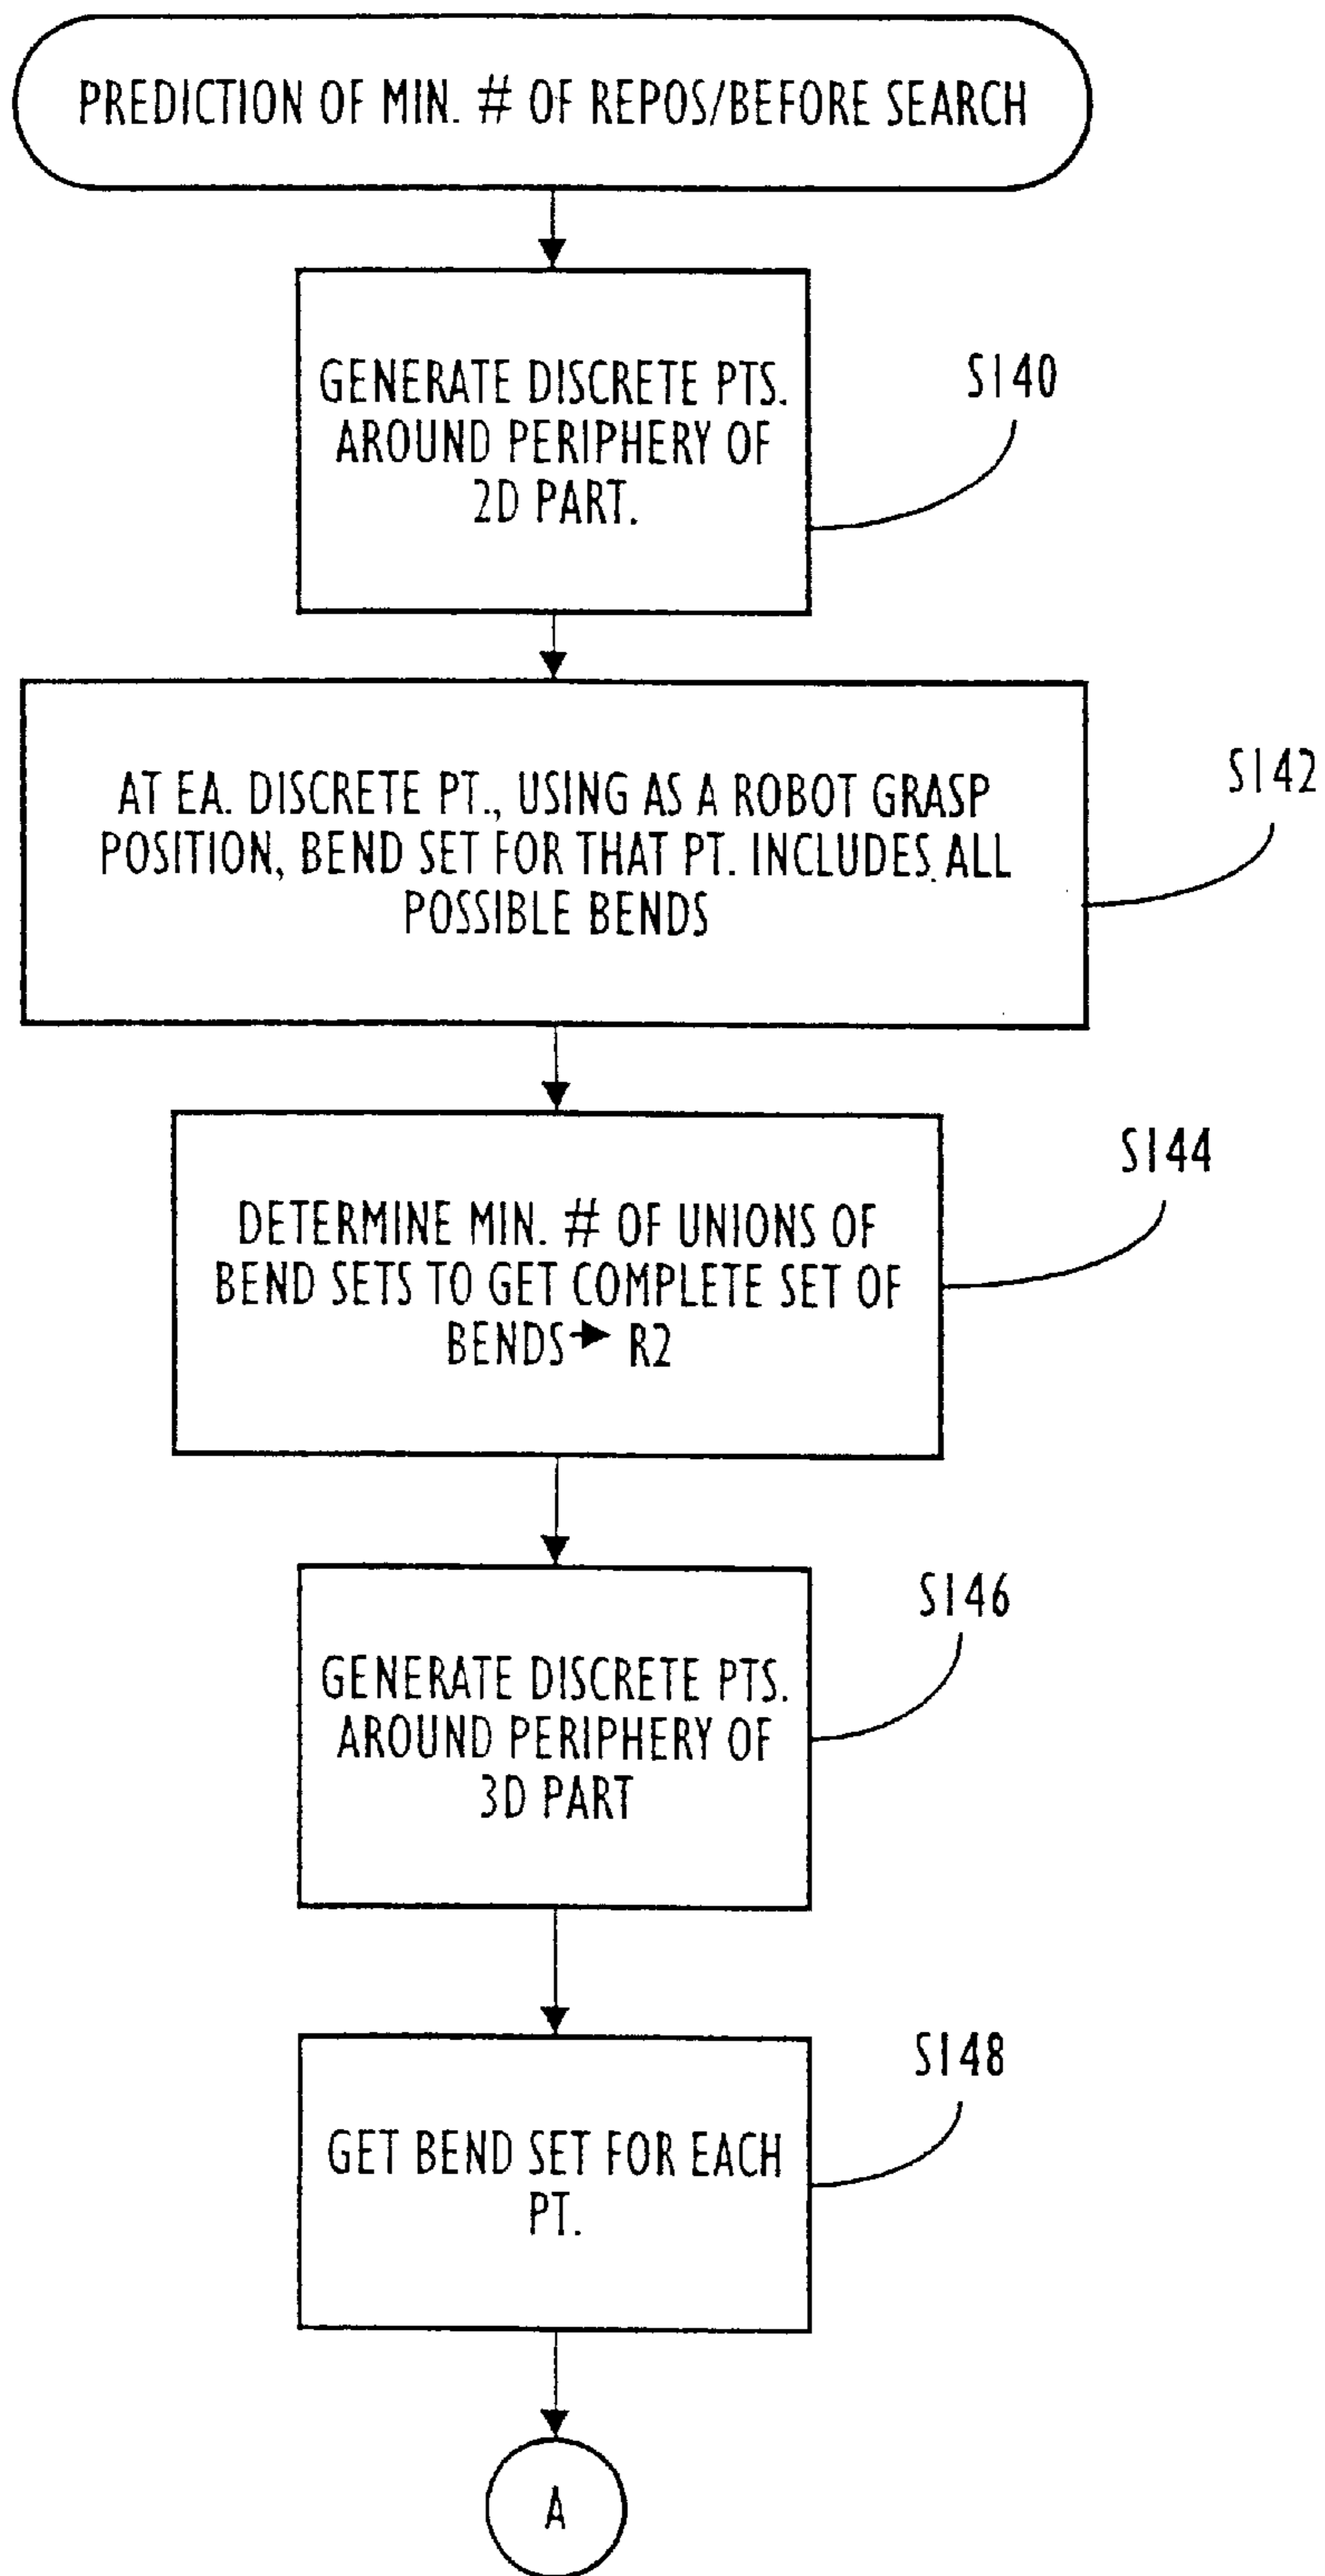 PREDICTION OF MIN. # OF REPOS/BEFORE SEARCH
GENERATE DISCRETE PTS.
AROUND PERIPHERY OF
2D PART.
S140
AT EA. DISCRETE PT., USING AS A ROBOT GRASP
POSITION, BEND SET FOR THAT PT. INCLUDES ALL
POSSIBLE BENDS
S142
DETERMINE MIN. # OF UNIONS OF
BEND SETS TO GET COMPLETE SET OF
BENDS → R2
S144
GENERATE DISCRETE PTS.
AROUND PERIPHERY OF
3D PART
S146
GET BEND SET FOR EACH
PT.
S148
A